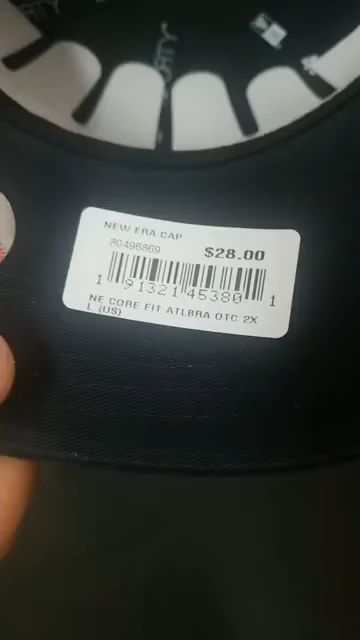 NEW ERA CAP
80496869
$28.00
1 91321 45380 1
NE CORE FIT ATLBRA OTC 2X
L (US)